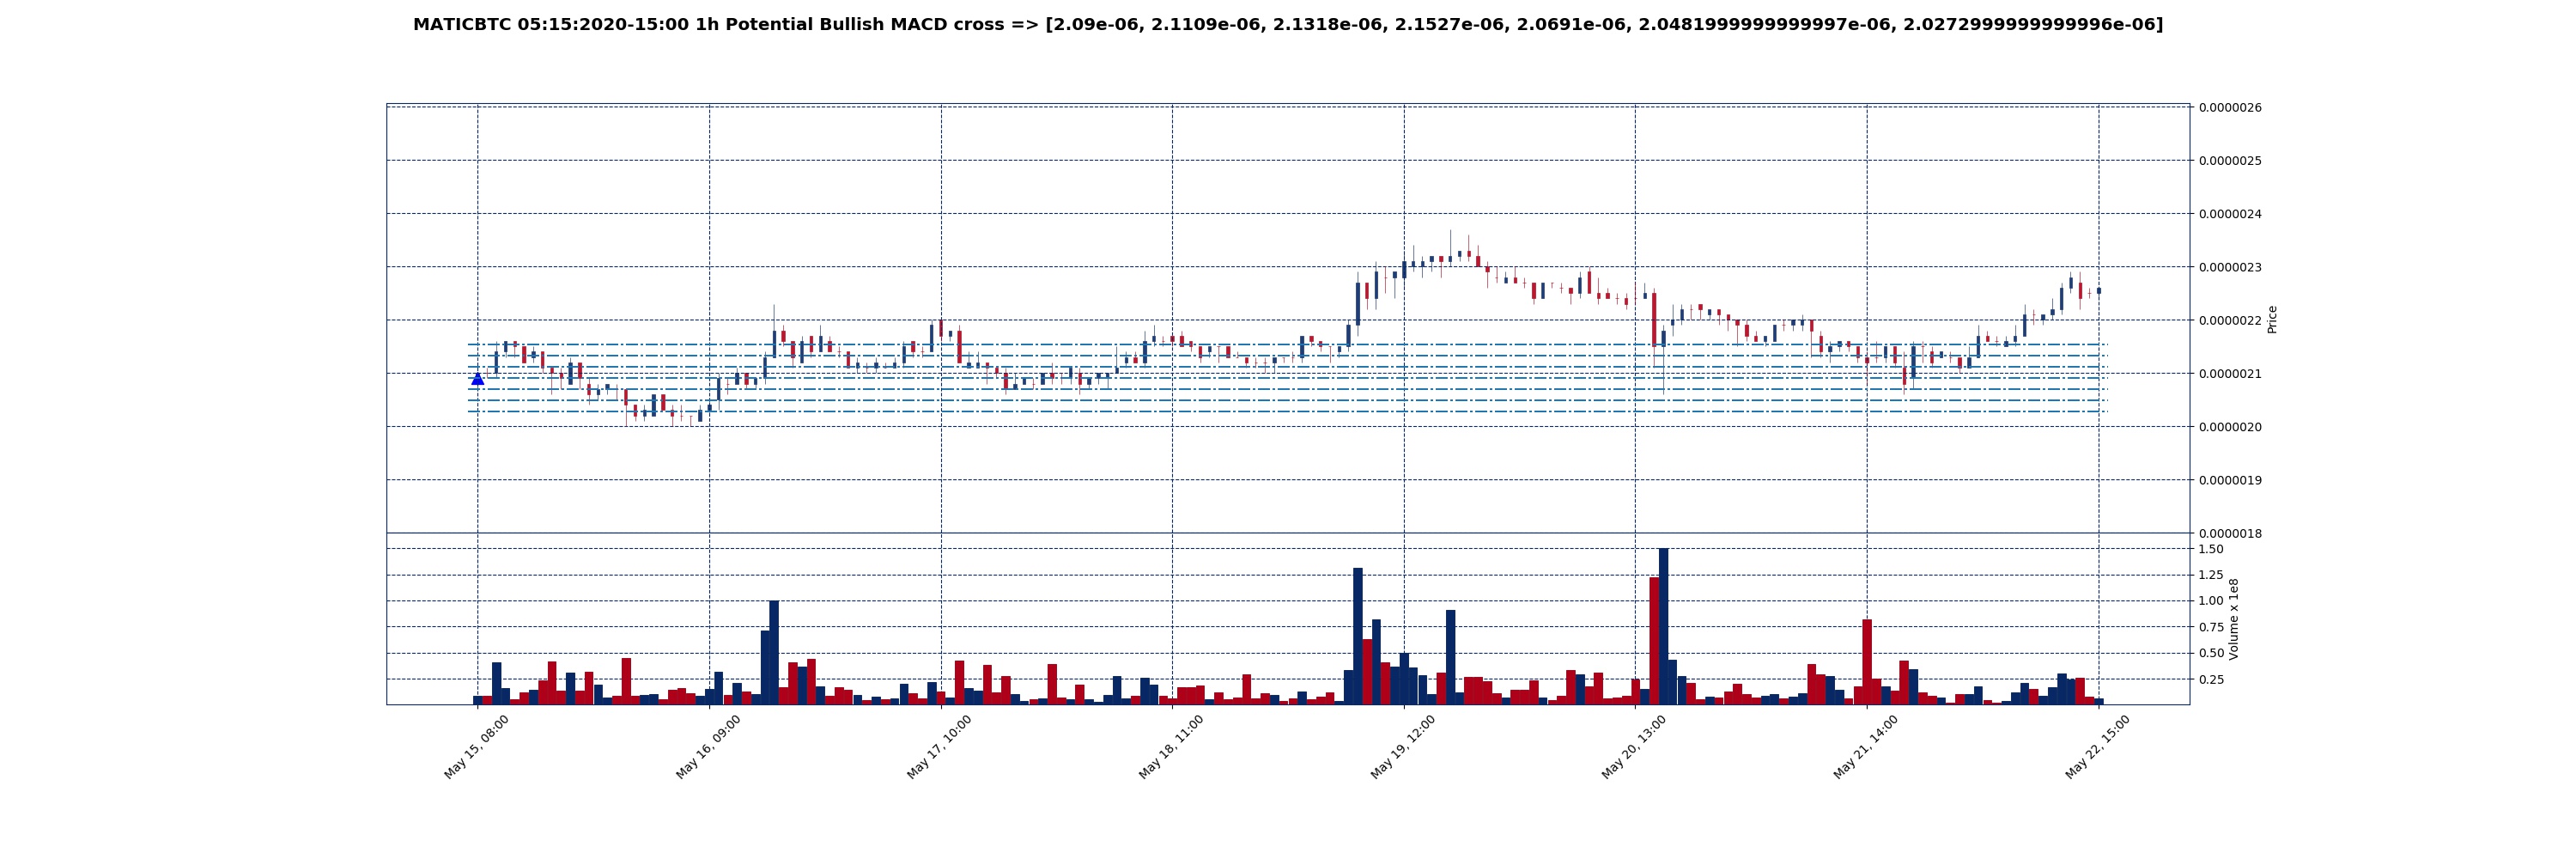 MATICBTC 05:15:2020-15:00 1h Potential Bullish MACD cross => [2.09e-06, 2.1109e-06, 2.1318e-06, 2.1527e-06, 2.0691e-06, 2.0481999999999997e-06, 2.0272999999999996e-06]
0.0000026
0.0000025
0.0000024
0.0000023
0.0000022
0.0000021
0.0000020
0.0000019
0.0000018
Price
1.50
1.25
1.00
0.75
0.50
0.25
Volume x 1e8
May 15, 08:00
May 16, 09:00
May 17, 10:00
May 18, 11:00
May 19, 12:00
May 20, 13:00
May 21, 14:00
May 22, 15:00